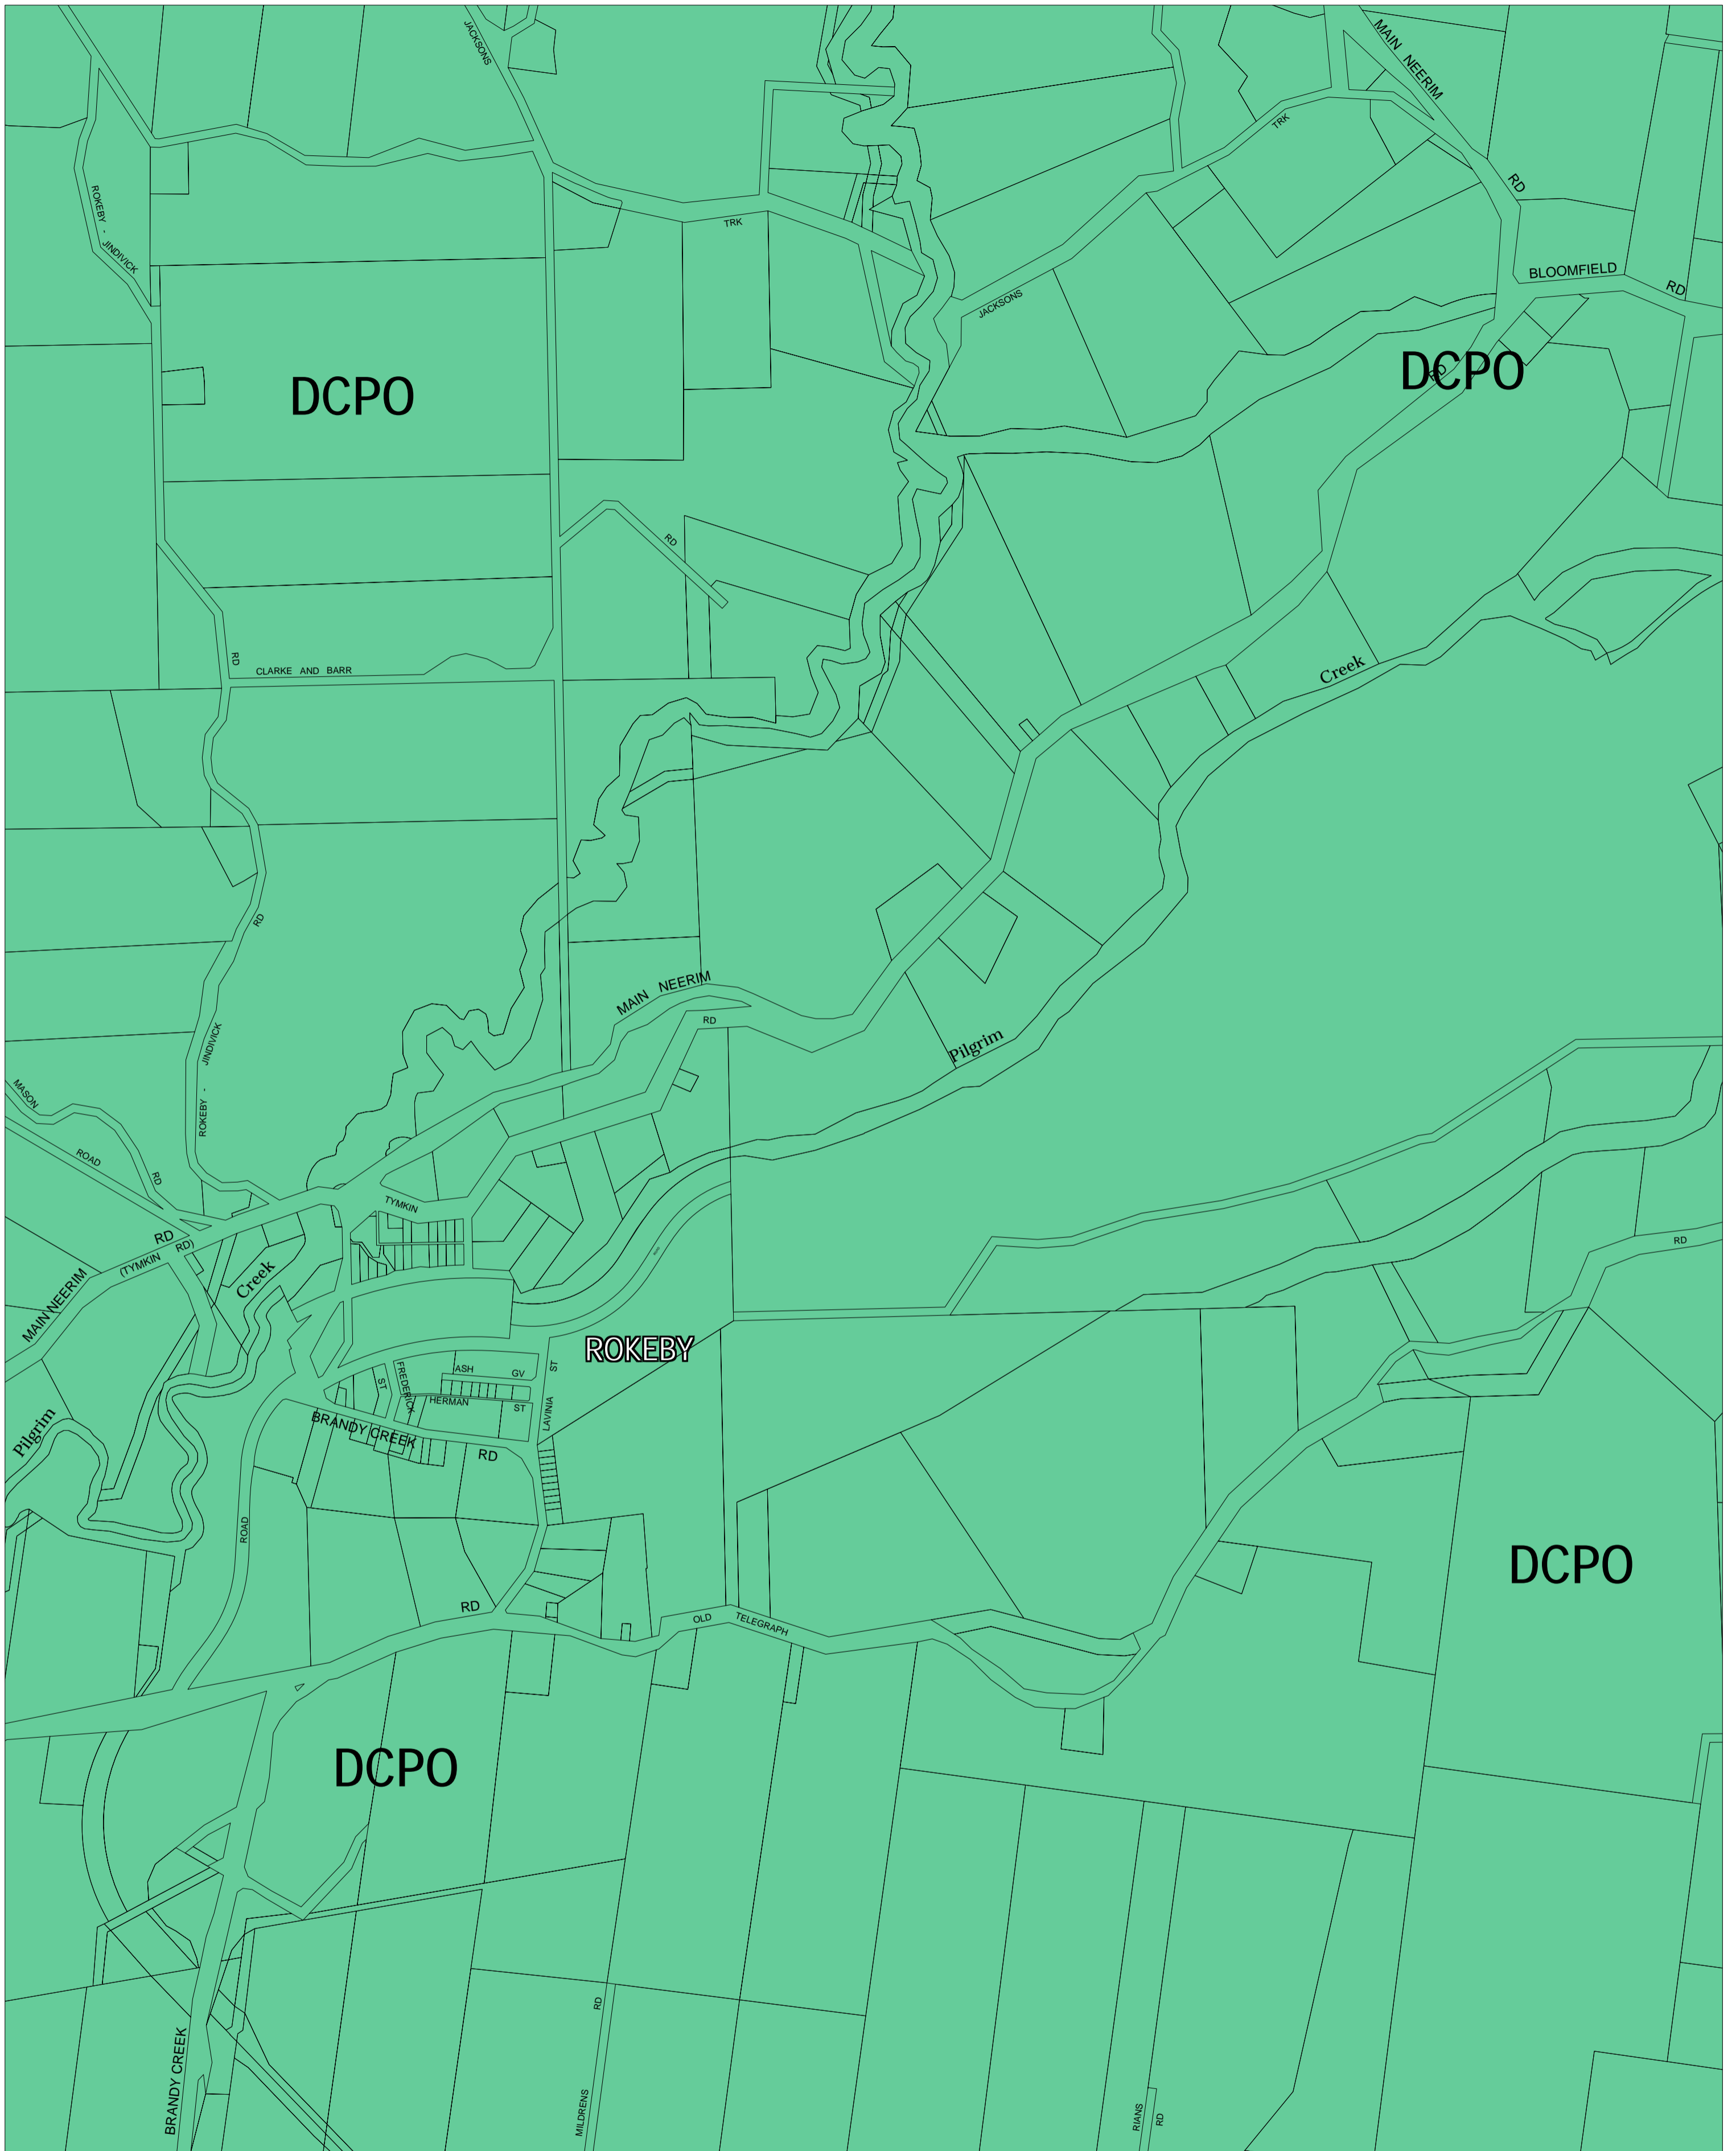 JACKSONS
MAIN NEERIM
TRK
RD
ROKEBY - JINDIVICK
TRK
BLOOMFIELD
RD
JACKSONS
DCPO
DCPO
RD
RD
RD
CLARKE AND BARR
Creek
RD
MAIN NEERIM
RD
Pilgrim
ROKEBY - JINDIVICK
MASON
ROAD
RD
TYMKIN
RD
(TYMKIN RD)
RD
Creek
MAIN NEERIM
ROKEBY
ASH GV
ST
ST
FREDERICK
HERMAN ST
LAVINIA
BRANDY CREEK
RD
Pilgrim
ROAD
DCPO
RD
OLD TELEGRAPH
DCPO
RD
BRANDY CREEK
MILDRENS
RIANS
RD